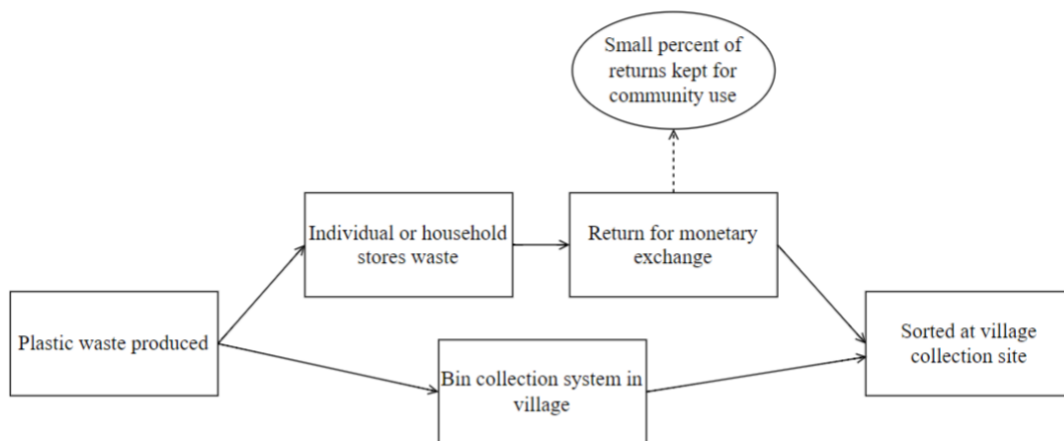 Small percent of
returns kept for
community use
Individual or household
stores waste
Return for monetary
exchange
Plastic waste produced
Sorted at village
collection site
Bin collection system in
village